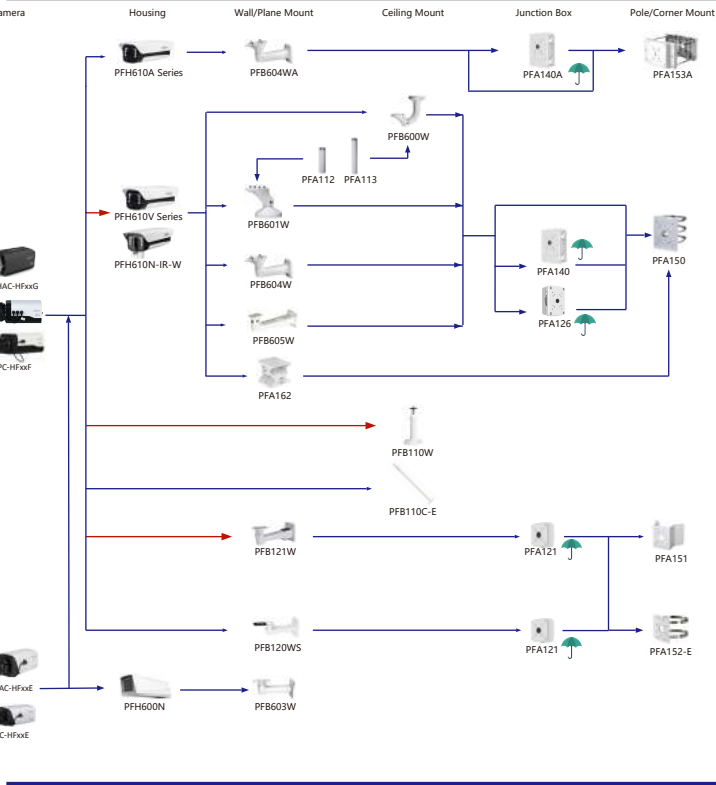 amera Housing Wall/Plane Mount Ceiling Mount Junction Box Pole/Corner Mount
PFH610A Series PFB604WA PFA140A PFA153A
PFB600W
PFA112 PFA113
PFH610V Series PFB601W
PFH610N-IR-W PFA150
PFA140
HAC-HFxxG PFB604W
PFA126
PFB605W
PC-HFxxF
PFA162
PFB110W
PFB110C-E
PFB121W PFA121 PFA151
PFB120WS PFA121 PFA152-E
AC-HFxxE
PFH600N PFB603W
C-HFxxE